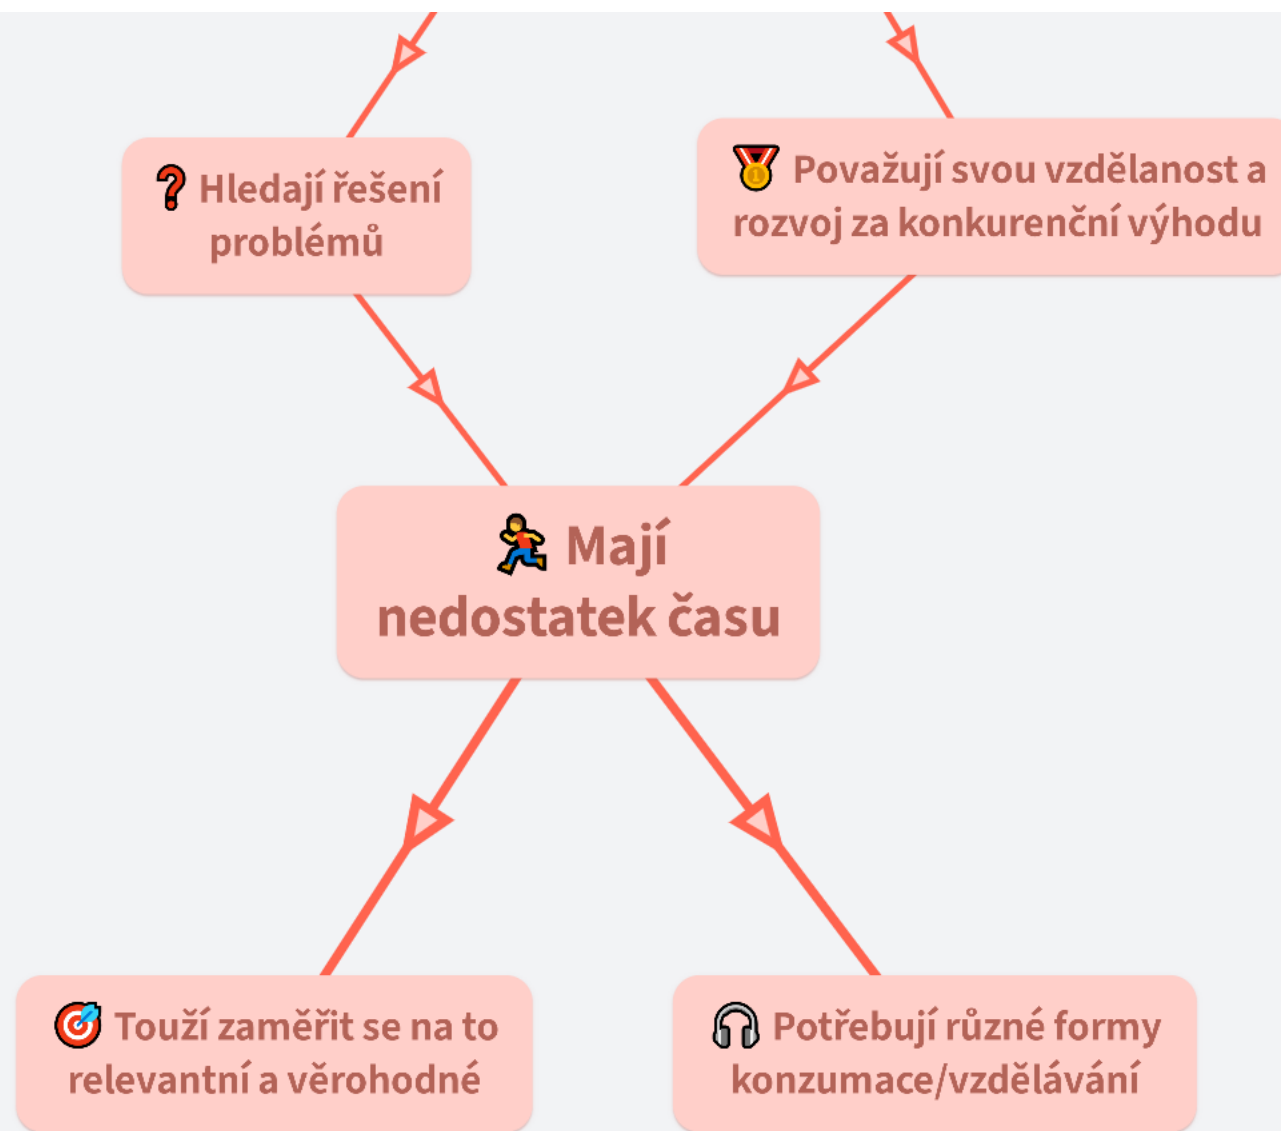 ❓ Hledají řešení
problémů
🏅 Považují svou vzdělanost a
rozvoj za konkurenční výhodu
🏃 Mají
nedostatek času
🎯 Touží zaměřit se na to
relevantní a věrohodné
🎧 Potřebují různé formy
konzumace/vzdělávání